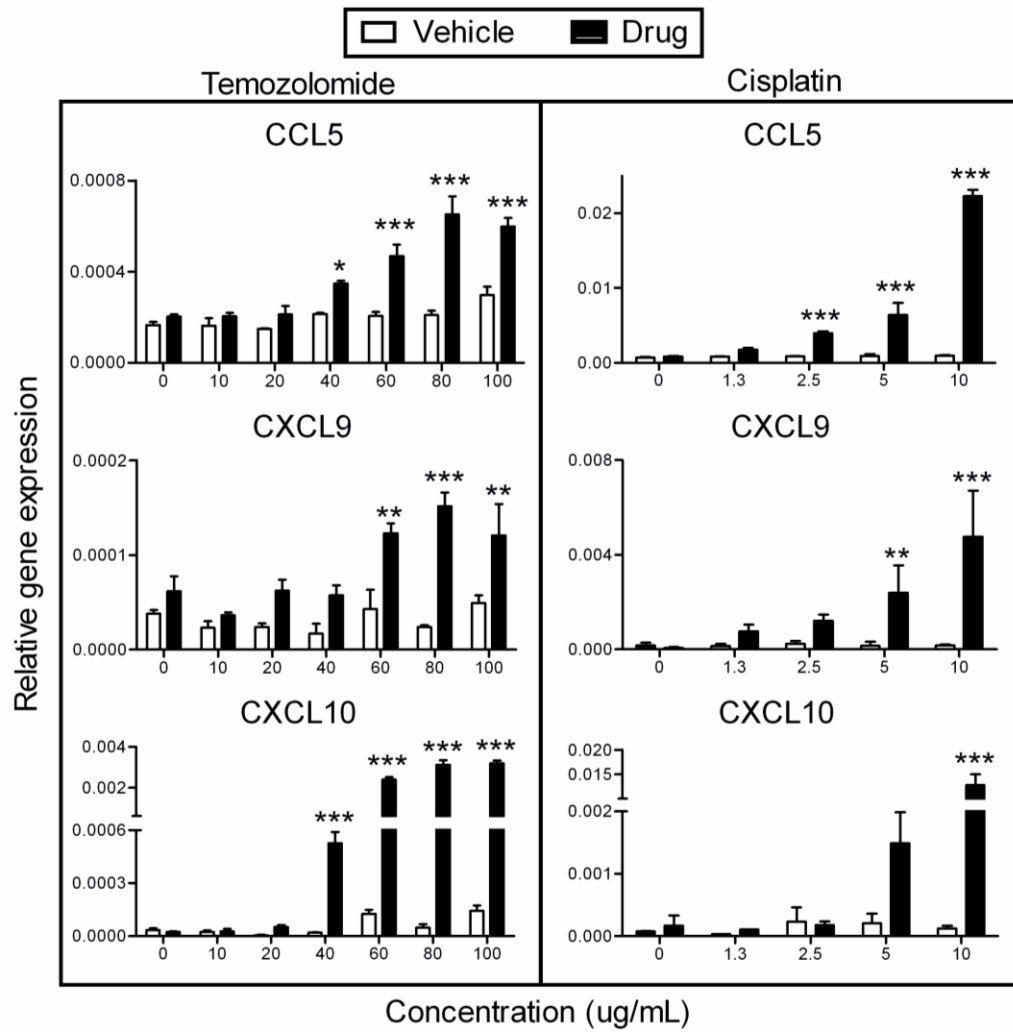 Vehicle Drug
Temozolomide Cisplatin
Relative gene expression
CCL5
0.0008
0.0004
0.0000
* *** *** ***
0 10 20 40 60 80 100
CCL5
0.02
0.01
0.00
*** *** ***
0 1.3 2.5 5 10
CXCL9
0.0002
0.0001
0.0000
** *** **
0 10 20 40 60 80 100
CXCL9
0.008
0.004
0.000
** ***
0 1.3 2.5 5 10
CXCL10
0.004
0.002
0.0006
0.0003
0.0000
*** *** *** ***
0 10 20 40 60 80 100
CXCL10
0.020
0.015
0.002
0.001
0.000
***
0 1.3 2.5 5 10
Concentration (ug/mL)